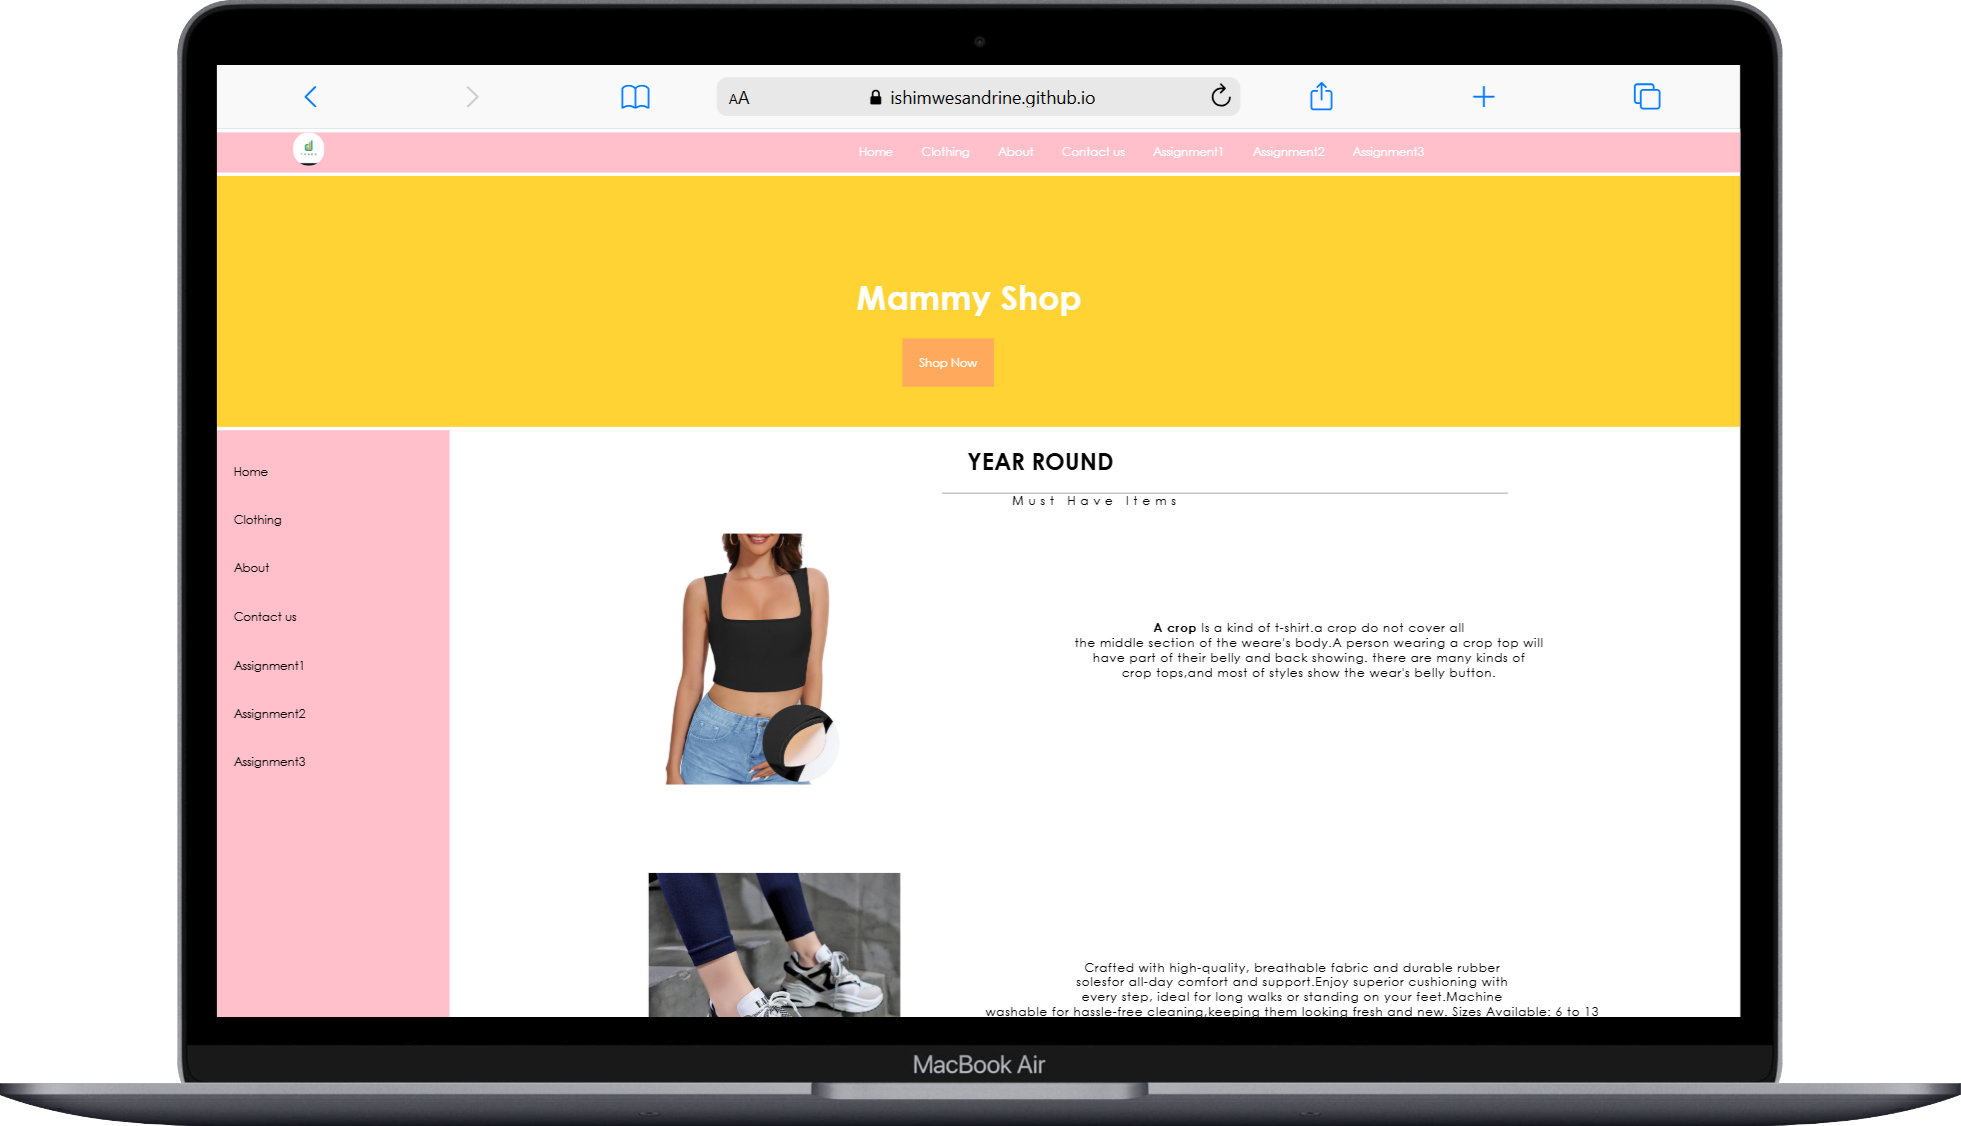 AA ishimwesandrine.github.io
Home Clothing About Contact us Assignment1 Assignment2 Assignment3
Mammy Shop
Shop Now
Home
Clothing
About
Contact us
Assignment1
Assignment2
Assignment3
YEAR ROUND
Must Have Items
A crop Is a kind of t-shirt.a crop do not cover all
the middle section of the weare's body.A person wearing a crop top will
have part of their belly and back showing. there are many kinds of
crop tops,and most of styles show the wear's belly button.
Crafted with high-quality, breathable fabric and durable rubber
solesfor all-day comfort and support.Enjoy superior cushioning with
every step, ideal for long walks or standing on your feet.Machine
washable for hassle-free cleaning,keeping them looking fresh and new. Sizes Available: 6 to 13
MacBook Air